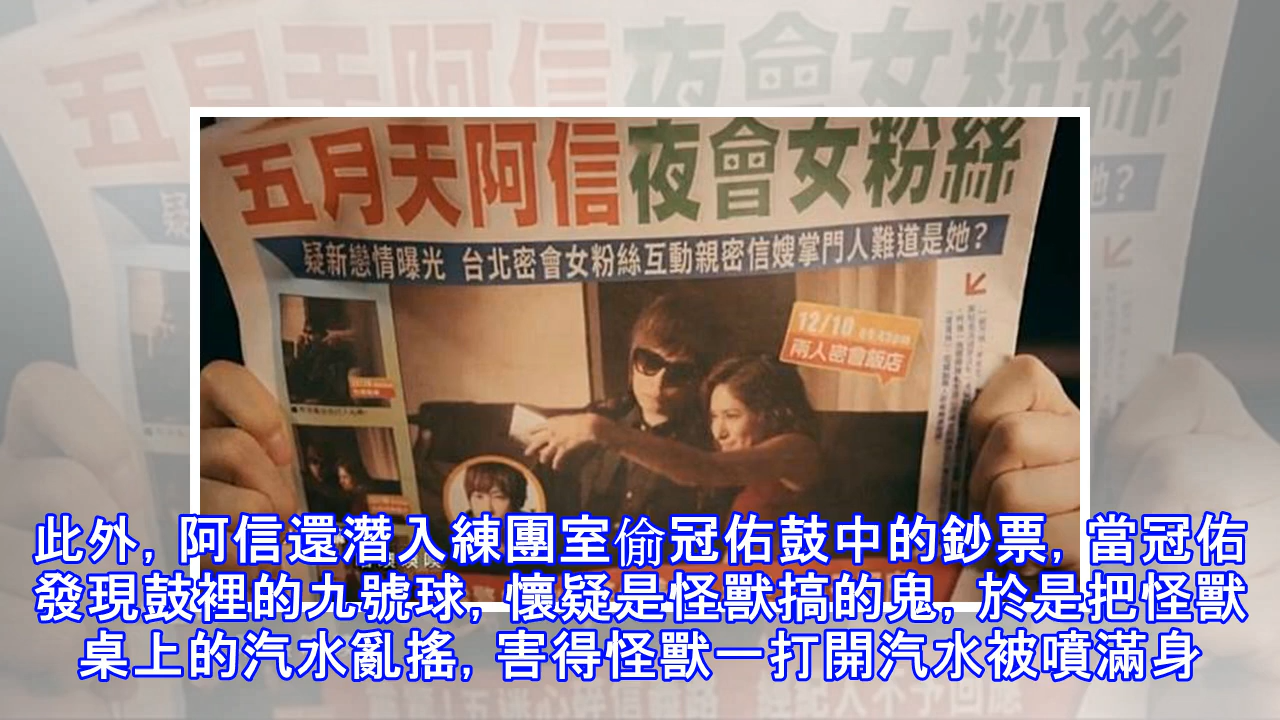 五月天阿信夜會女粉絲
疑新戀情曝光 台北密會女粉絲互動親密信嫂掌門人難道是她？
12/10
兩人密會飯店
此外, 阿信還潛入練團室偷冠佑鼓中的鈔票, 當冠佑
發現鼓裡的九號球, 懷疑是怪獸搞的鬼, 於是把怪獸
桌上的汽水亂搖, 害得怪獸一打開汽水被噴滿身